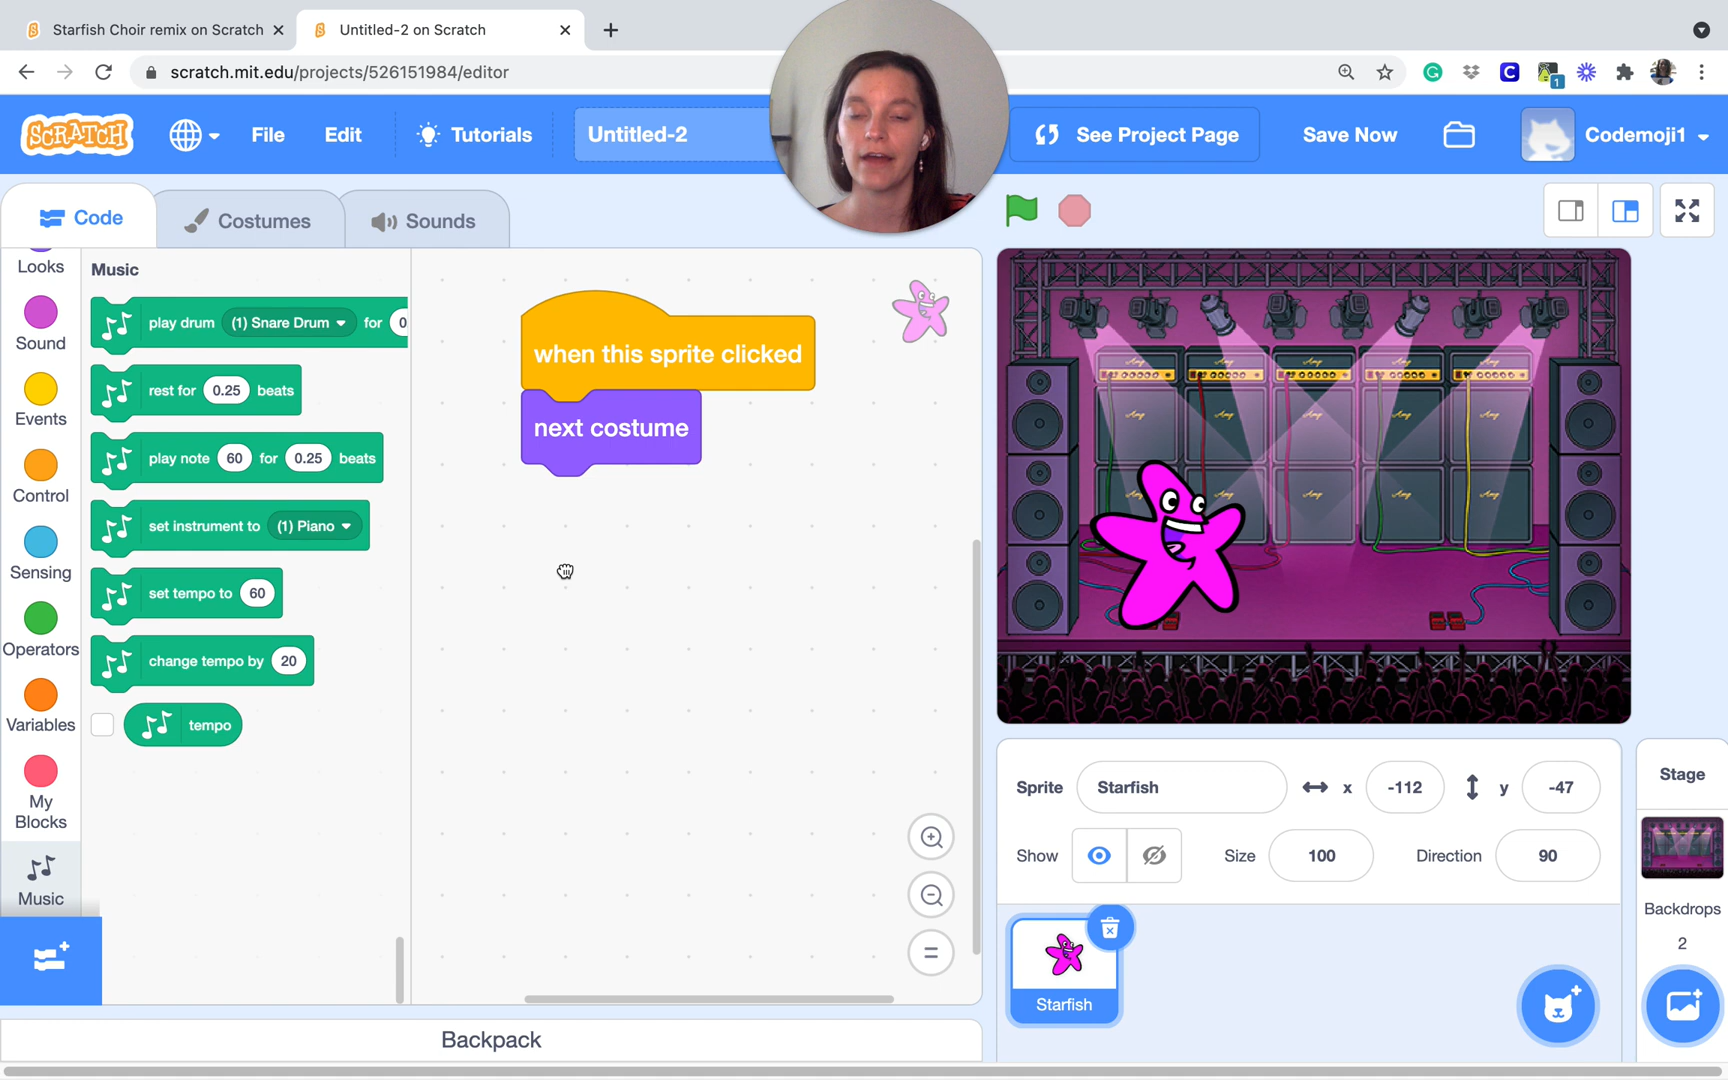 Starfish Choir remix on Scratch
Untitled-2 on Scratch
scratch.mit.edu/projects/526151984/editor
1
SCRATCH
File
Edit
Tutorials
Untitled-2
See Project Page
Save Now
Codemoji1
Code
Costumes
Sounds
Looks
Sound
Events
Control
Sensing
Operators
Variables
My
Blocks
Music
Music
play drum (1) Snare Drum for 0
rest for 0.25 beats
play note 60 for 0.25 beats
set instrument to (1) Piano
set tempo to 60
change tempo by 20
tempo
when this sprite clicked
next costume
Backpack
Sprite Starfish x -112 y -47
Show Size 100 Direction 90
Starfish
Stage
Backdrops
2